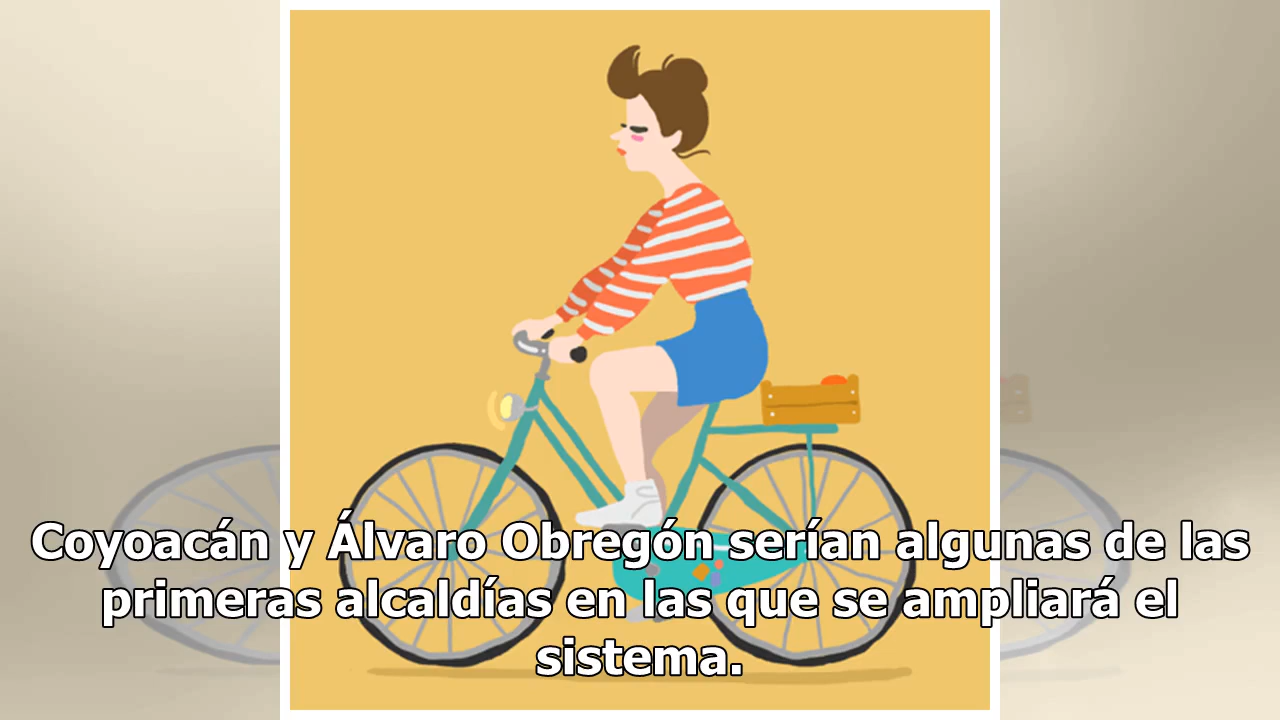 Coyoacán y Álvaro Obregón serían algunas de las
primeras alcaldías en las que se ampliará el
sistema.